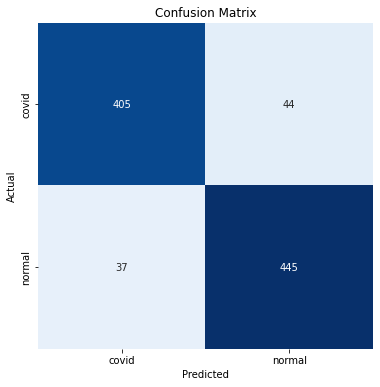 Confusion Matrix
Actual
covid
405
44
normal
37
445
covid
normal
Predicted